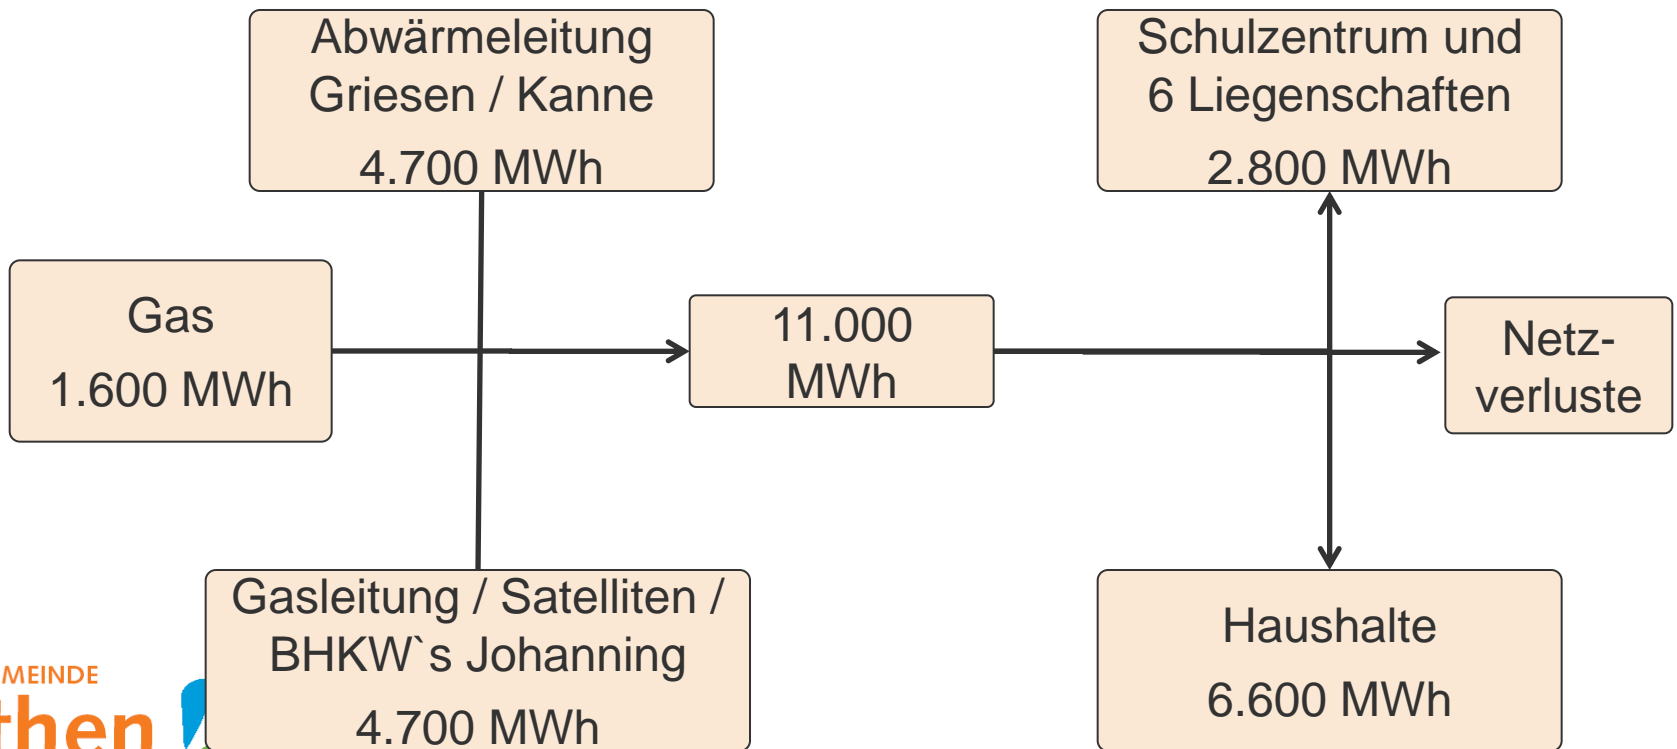 Abwärmeleitung
Griesen / Kanne
4.700 MWh
Schulzentrum und
6 Liegenschaften
2.800 MWh
Gas
1.600 MWh
11.000
MWh
Netz-
verluste
Gasleitung / Satelliten /
BHKW`s Johanning
4.700 MWh
Haushalte
6.600 MWh
MEINDE
then